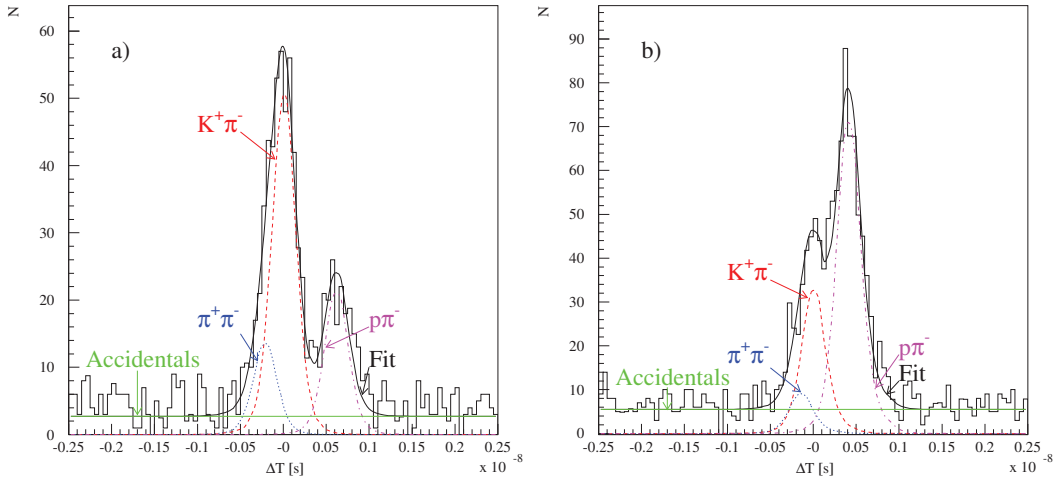 N
a)
60
50
40
30
20
10
0
K⁺π⁻
π⁺π⁻
pπ⁻
Accidentals
Fit
-0.25 -0.2 -0.15 -0.1 -0.05 -0 0.05 0.1 0.15 0.2 0.25
x 10⁻⁸
ΔT [s]
N
b)
90
80
70
60
50
40
30
20
10
0
K⁺π⁻
π⁺π⁻
pπ⁻
Accidentals
Fit
-0.25 -0.2 -0.15 -0.1 -0.05 -0 0.05 0.1 0.15 0.2 0.25
x 10⁻⁸
ΔT [s]